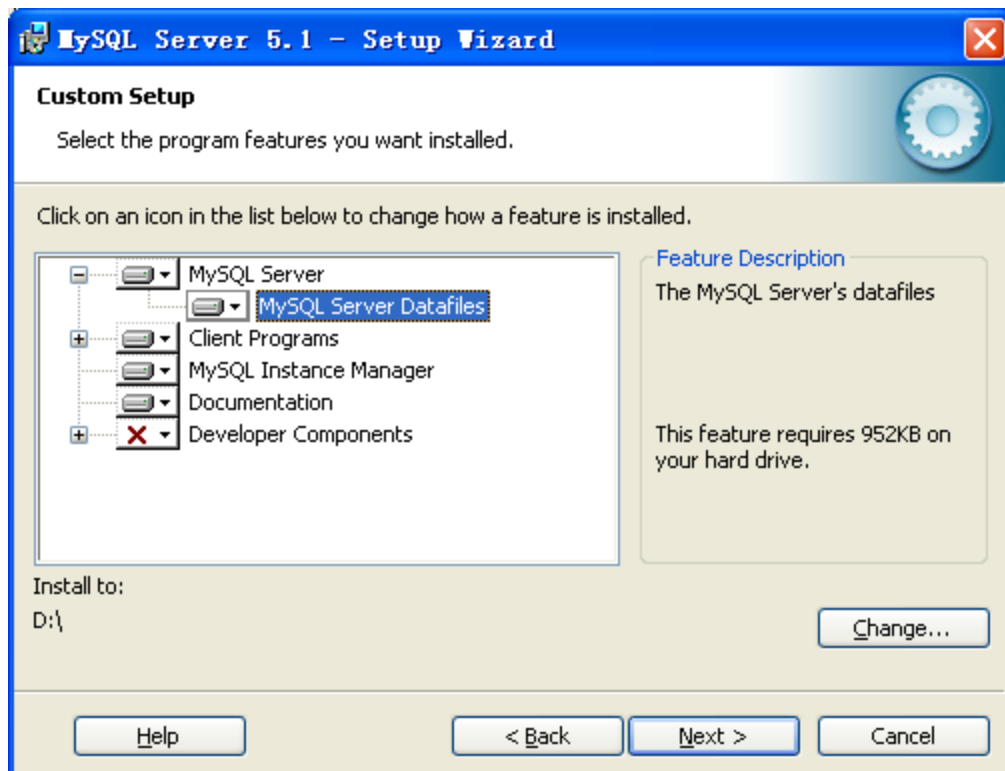 MySQL Server 5.1 - Setup Wizard
Custom Setup
Select the program features you want installed.
Click on an icon in the list below to change how a feature is installed.
MySQL Server
MySQL Server Datafiles
Client Programs
MySQL Instance Manager
Documentation
Developer Components
Feature Description
The MySQL Server's datafiles
This feature requires 952KB on
your hard drive.
Install to:
D:\
Change...
Help
< Back
Next >
Cancel